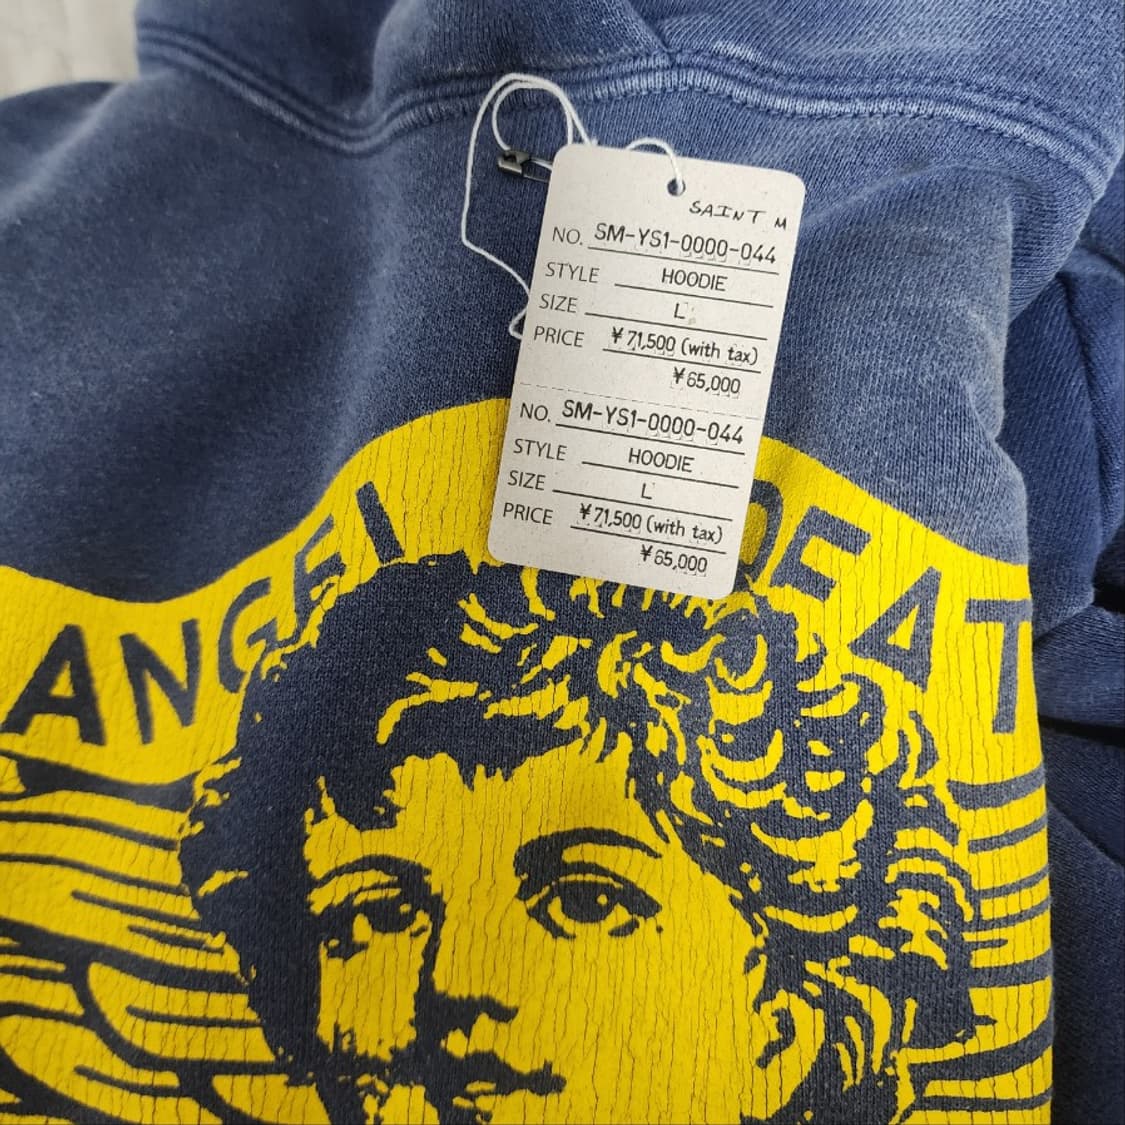 SAINT M
NO. SM-YS1-0000-044
STYLE HOODIE
SIZE L
PRICE ¥71,500 (with tax)
¥65,000
NO. SM-YS1-0000-044
STYLE HOODIE
SIZE L
PRICE ¥71,500 (with tax)
¥65,000
ANGEL DEAT